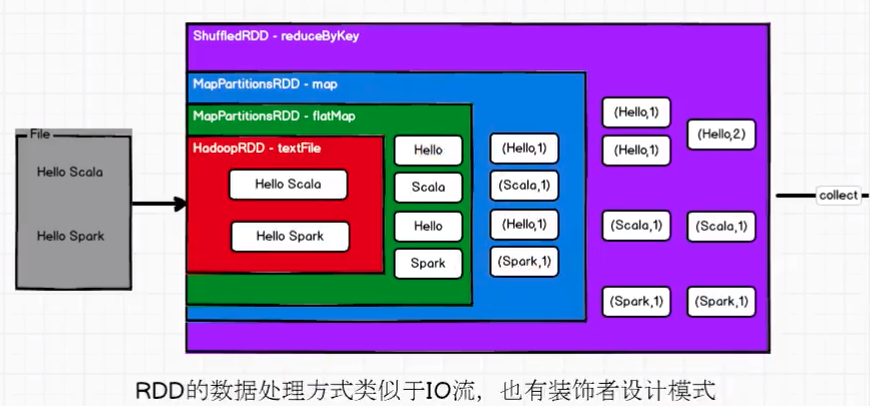 ShuffledRDD - reduceByKey
MapPartitionsRDD - map
MapPartitionsRDD - flatMap
HadoopRDD - textFile
File
Hello Scala
Hello Spark
Hello Scala
Hello Spark
Hello
Scala
Hello
Spark
(Hello,1)
(Scala,1)
(Hello,1)
(Spark,1)
(Hello,1)
(Hello,1)
(Scala,1)
(Spark,1)
(Hello,2)
(Scala,1)
(Spark,1)
collect
RDD的数据处理方式类似于IO流，也有装饰者设计模式